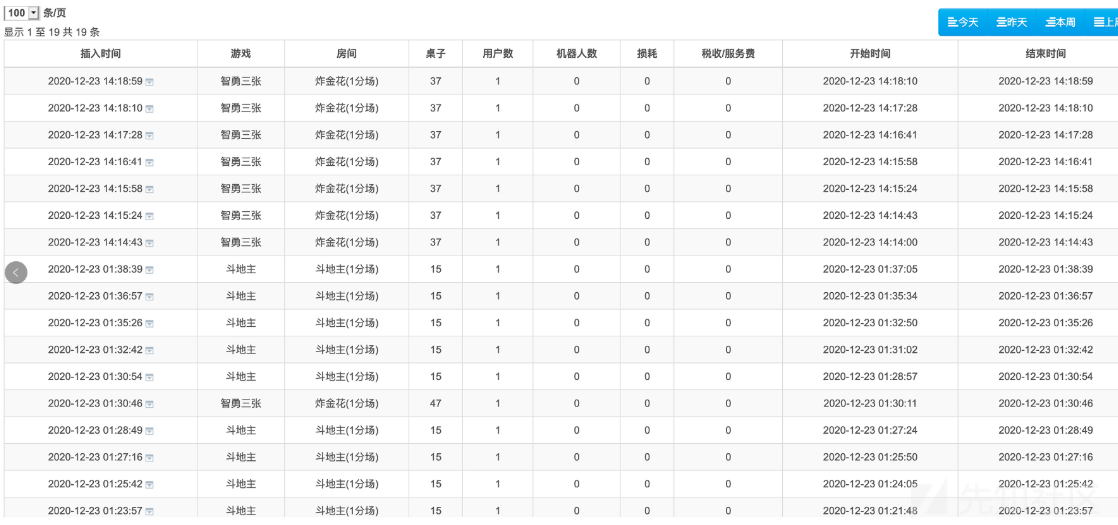 100 条/页
显示 1 至 19 共 19 条
今天 昨天 本周
插入时间 游戏 房间 桌子 用户数 机器人数 损耗 税收/服务费 开始时间 结束时间
2020-12-23 14:18:59 智勇三张 炸金花(1分场) 37 1 0 0 0 2020-12-23 14:18:10 2020-12-23 14:18:59
2020-12-23 14:18:10 智勇三张 炸金花(1分场) 37 1 0 0 0 2020-12-23 14:17:28 2020-12-23 14:18:10
2020-12-23 14:17:28 智勇三张 炸金花(1分场) 37 1 0 0 0 2020-12-23 14:16:41 2020-12-23 14:17:28
2020-12-23 14:16:41 智勇三张 炸金花(1分场) 37 1 0 0 0 2020-12-23 14:15:58 2020-12-23 14:16:41
2020-12-23 14:15:58 智勇三张 炸金花(1分场) 37 1 0 0 0 2020-12-23 14:15:24 2020-12-23 14:15:58
2020-12-23 14:15:24 智勇三张 炸金花(1分场) 37 1 0 0 0 2020-12-23 14:14:43 2020-12-23 14:15:24
2020-12-23 14:14:43 智勇三张 炸金花(1分场) 37 1 0 0 0 2020-12-23 14:14:00 2020-12-23 14:14:43
2020-12-23 01:38:39 斗地主 斗地主(1分场) 15 1 0 0 0 2020-12-23 01:37:05 2020-12-23 01:38:39
2020-12-23 01:36:57 斗地主 斗地主(1分场) 15 1 0 0 0 2020-12-23 01:35:34 2020-12-23 01:36:57
2020-12-23 01:35:26 斗地主 斗地主(1分场) 15 1 0 0 0 2020-12-23 01:32:50 2020-12-23 01:35:26
2020-12-23 01:32:42 斗地主 斗地主(1分场) 15 1 0 0 0 2020-12-23 01:31:02 2020-12-23 01:32:42
2020-12-23 01:30:54 斗地主 斗地主(1分场) 15 1 0 0 0 2020-12-23 01:28:57 2020-12-23 01:30:54
2020-12-23 01:30:46 智勇三张 炸金花(1分场) 47 1 0 0 0 2020-12-23 01:30:11 2020-12-23 01:30:46
2020-12-23 01:28:49 斗地主 斗地主(1分场) 15 1 0 0 0 2020-12-23 01:27:24 2020-12-23 01:28:49
2020-12-23 01:27:16 斗地主 斗地主(1分场) 15 1 0 0 0 2020-12-23 01:25:50 2020-12-23 01:27:16
2020-12-23 01:25:42 斗地主 斗地主(1分场) 15 1 0 0 0 2020-12-23 01:24:05 2020-12-23 01:25:42
2020-12-23 01:23:57 斗地主 斗地主(1分场) 15 1 0 0 0 2020-12-23 01:21:48 2020-12-23 01:23:57
先知社区